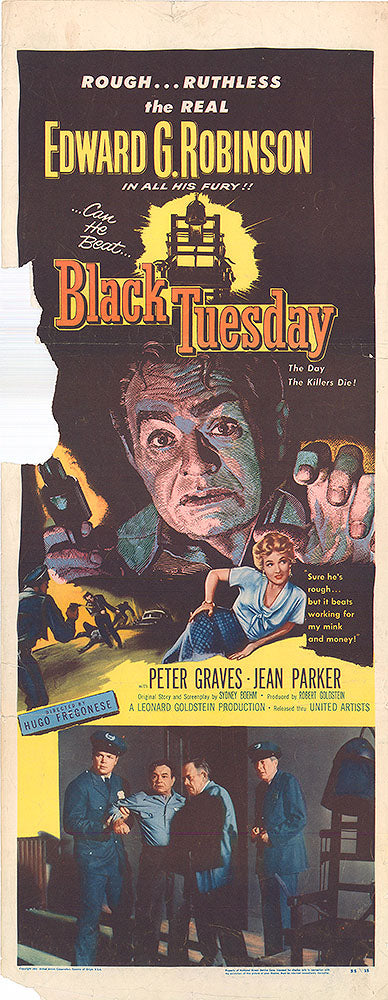 ROUGH...RUTHLESS
the REAL
EDWARD G. ROBINSON
IN ALL HIS FURY!!
...Can
He
Beat...
Black Tuesday
The Day
The Killers Die!
"Sure he's
rough...
but it beats
working for
my mink
and money!"
with PETER GRAVES · JEAN PARKER
Original Story and Screenplay by SYDNEY BOEHM · Produced by ROBERT GOLDSTEIN
A LEONARD GOLDSTEIN PRODUCTION · Released thru UNITED ARTISTS
DIRECTED BY
HUGO FREGONESE